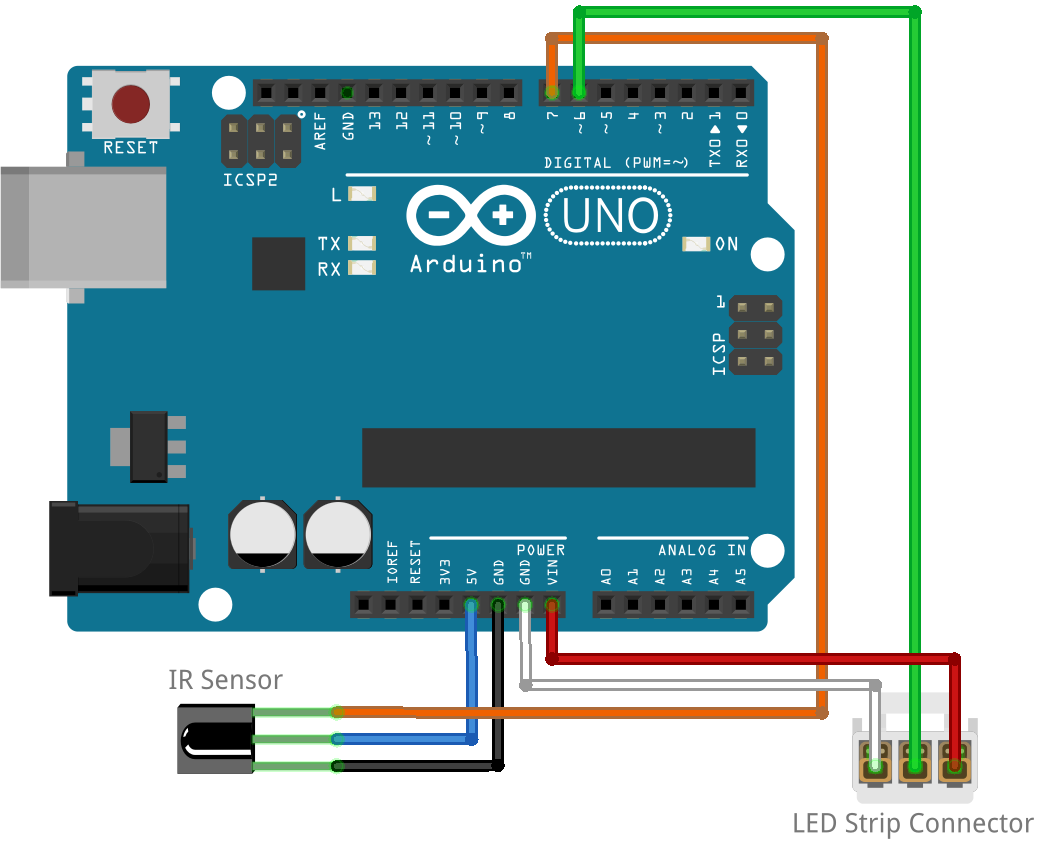 RESET
ICSP2
AREF
GND
13
12
~11
~10
~9
8
7
~6
~5
4
~3
2
TX0▶1
RX0◀0
DIGITAL (PWM=~)
L
TX
RX
UNO
Arduino™
ON
1
ICSP
IOREF
RESET
3V3
5V
GND
GND
VIN
POWER
ANALOG IN
A0
A1
A2
A3
A4
A5
IR Sensor
LED Strip Connector